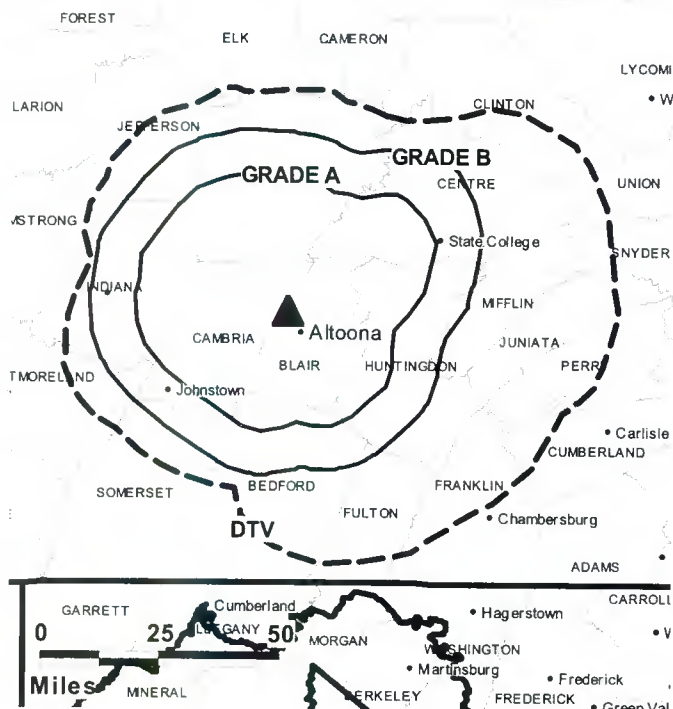 FOREST
ELK CAMERON
LYCOMI
LARION CLINTON W
JEFFERSON
GRADE B
GRADE A CENTRE UNION
MSTRONG State College SNYDER
INDIANA MIFFLIN
CAMBRIA Altoona JUNIATA
BLAIR HUNTINGDON PERR
TMORELAND Johnstown
Carlisle
CUMBERLAND
SOMERSET BEDFORD FRANKLIN
FULTON Chambersburg
DTV
ADAMS
GARRETT Cumberland Hagerstown CARROLL
0 25 50
MORGAN WASHINGTON
Martinsburg Frederick
Miles MINERAL BERKELEY FREDERICK
Green Val